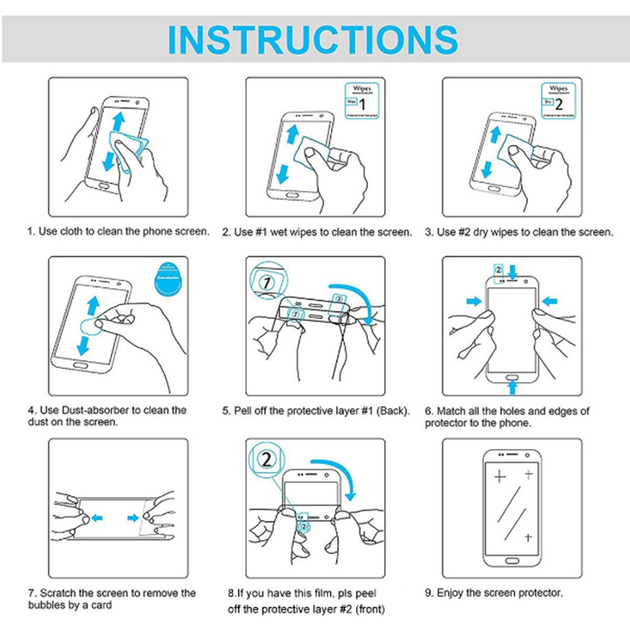 INSTRUCTIONS
Wipes
Wet 1
Wipes
Dry 2
1. Use cloth to clean the phone screen.
2. Use #1 wet wipes to clean the screen.
3. Use #2 dry wipes to clean the screen.
1
1
2
2
4. Use Dust-absorber to clean the
dust on the screen.
5. Pell off the protective layer #1 (Back).
6. Match all the holes and edges of
protector to the phone.
2
2
7. Scratch the screen to remove the
bubbles by a card
8.If you have this film, pls peel
off the protective layer #2 (front)
9. Enjoy the screen protector.